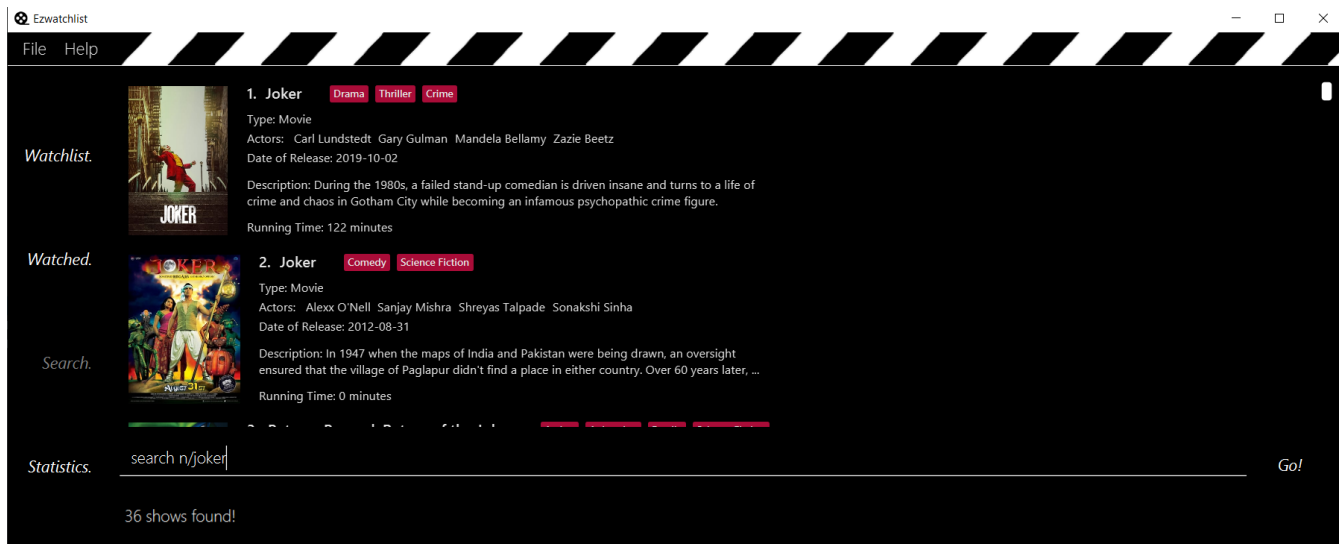 Ezwatchlist
File Help
Watchlist.
Watched.
Search.
Statistics.
JOKER
1. Joker Drama Thriller Crime
Type: Movie
Actors: Carl Lundstedt Gary Gulman Mandela Bellamy Zazie Beetz
Date of Release: 2019-10-02
Description: During the 1980s, a failed stand-up comedian is driven insane and turns to a life of
crime and chaos in Gotham City while becoming an infamous psychopathic crime figure.
Running Time: 122 minutes
JOKER
2. Joker Comedy Science Fiction
Type: Movie
Actors: Alexx O'Nell Sanjay Mishra Shreyas Talpade Sonakshi Sinha
Date of Release: 2012-08-31
Description: In 1947 when the maps of India and Pakistan were being drawn, an oversight
ensured that the village of Paglapur didn't find a place in either country. Over 60 years later, ...
Running Time: 0 minutes
search n/joker
Go!
36 shows found!